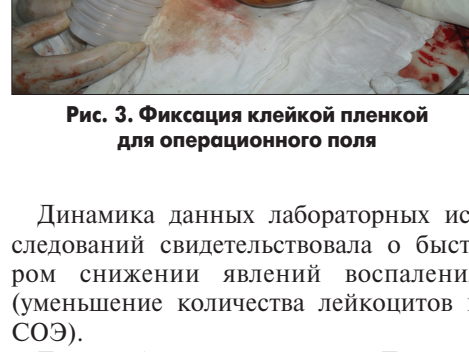 Рис. 3. Фиксация клейкой пленкой
для операционного поля
Динамика данных лабораторных ис
следований свидетельствовала о быст
ром снижении явлений воспалени
(уменьшение количества лейкоцитов
СОЭ).